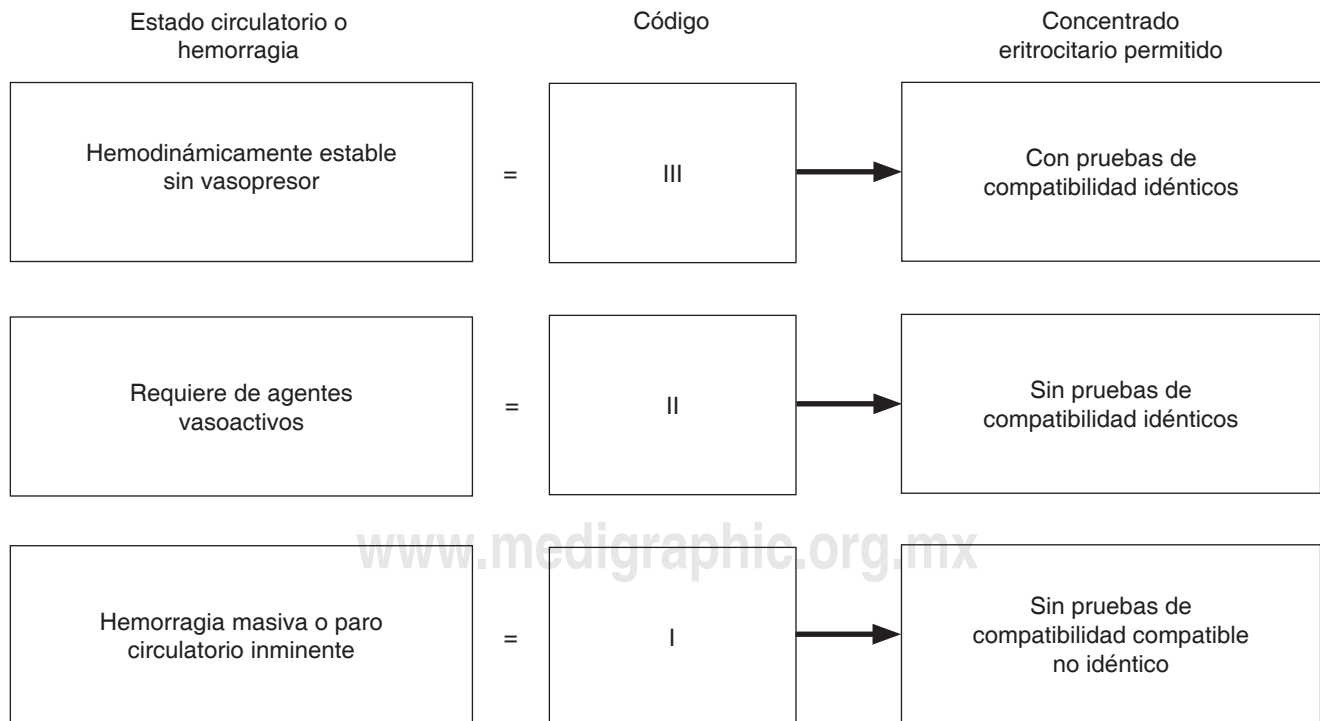 Estado circulatorio o
hemorragia
Código
Concentrado
eritrocitario permitido
Hemodinámicamente estable
sin vasopresor
=
III
Con pruebas de
compatibilidad idénticos
Requiere de agentes
vasoactivos
=
II
Sin pruebas de
compatibilidad idénticos
www.medigraphic.org.mx
Hemorragia masiva o paro
circulatorio inminente
=
I
Sin pruebas de
compatibilidad compatible
no idéntico